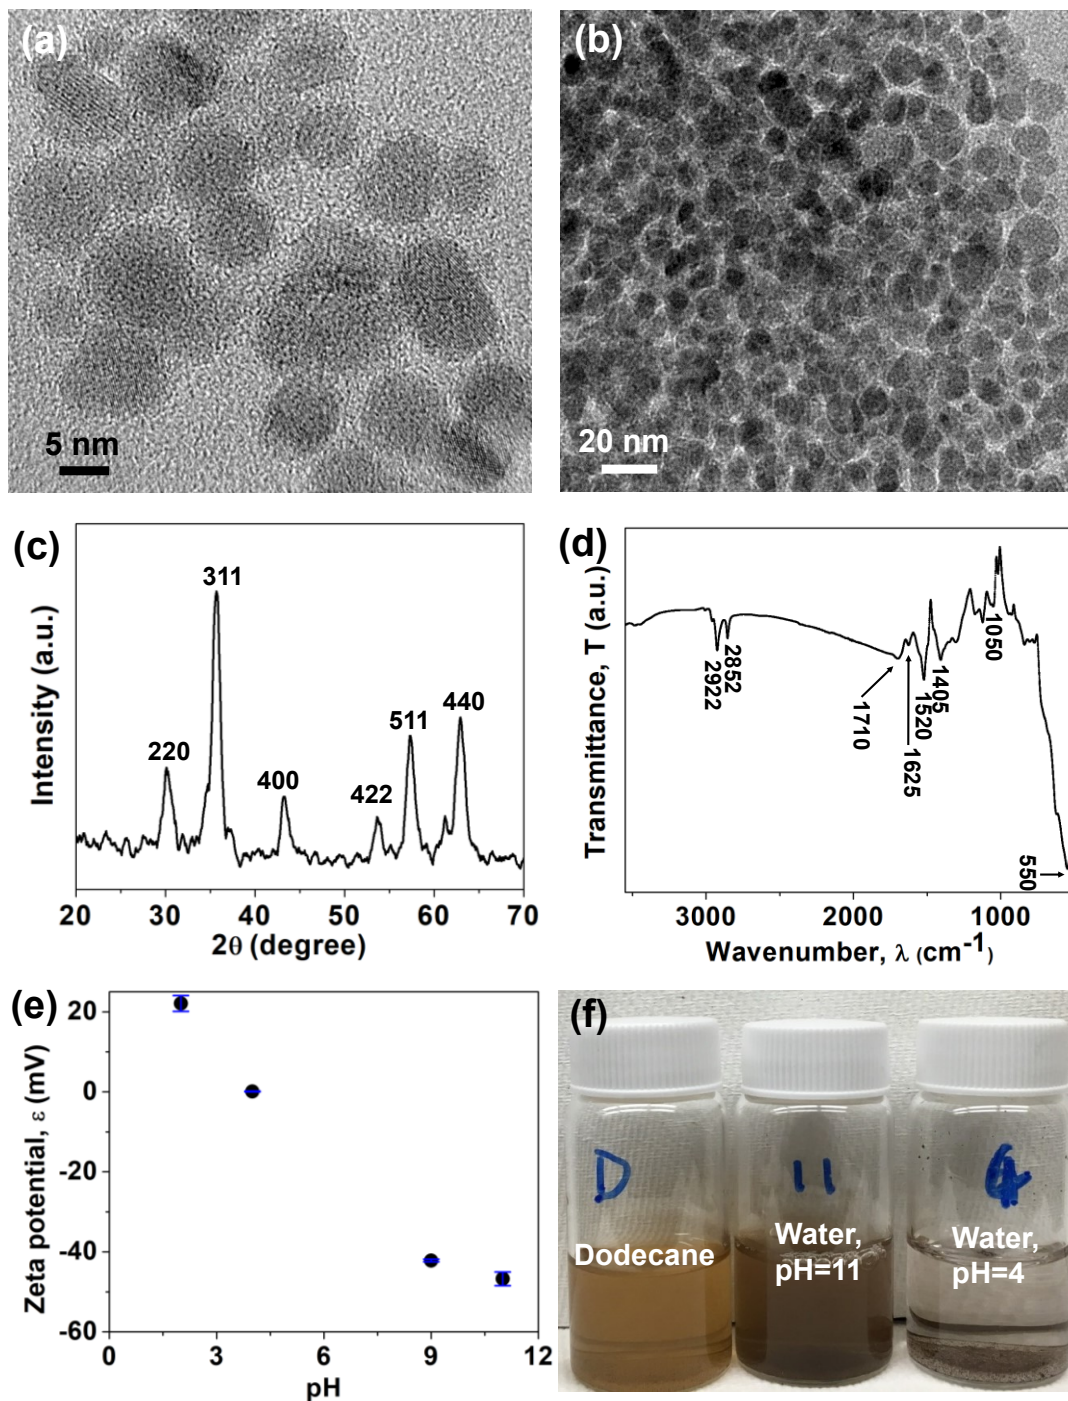 (a)
5 nm
(b)
20 nm
(c)
311
220
400
422
511
440
Intensity (a.u.)
20 30 40 50 60 70
2θ (degree)
(d)
Transmittance, T (a.u.)
2922
2852
1710
1625
1520
1405
1050
550
3000 2000 1000
Wavenumber, λ (cm⁻¹)
(e)
Zeta potential, ε (mV)
20
0
-20
-40
-60
0 3 6 9 12
pH
(f)
D
11
4
Dodecane
Water,
pH=11
Water,
pH=4